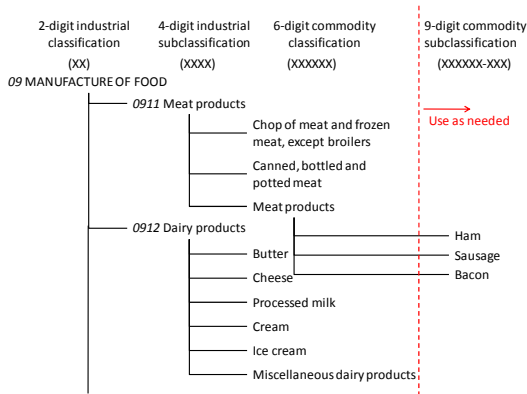 2-digit industrial
classification
(XX)
4-digit industrial
subclassification
(XXXX)
6-digit commodity
classification
(XXXXXX)
9-digit commodity
subclassification
(XXXXXX-XXX)
09 MANUFACTURE OF FOOD
0911 Meat products
Use as needed
Chop of meat and frozen
meat, except broilers
Canned, bottled and
potted meat
Meat products
Ham
Sausage
Bacon
0912 Dairy products
Butter
Cheese
Processed milk
Cream
Ice cream
Miscellaneous dairy products